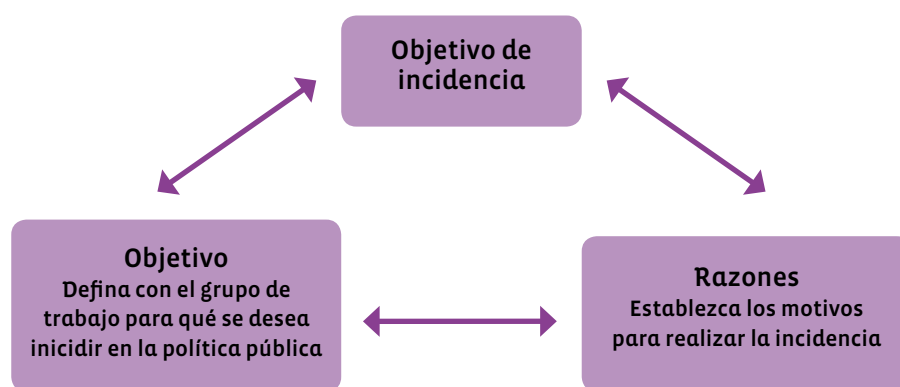 Objetivo de
incidencia
Objetivo
Defina con el grupo de
trabajo para qué se desea
inicidir en la política pública
Razones
Establezca los motivos
para realizar la incidencia